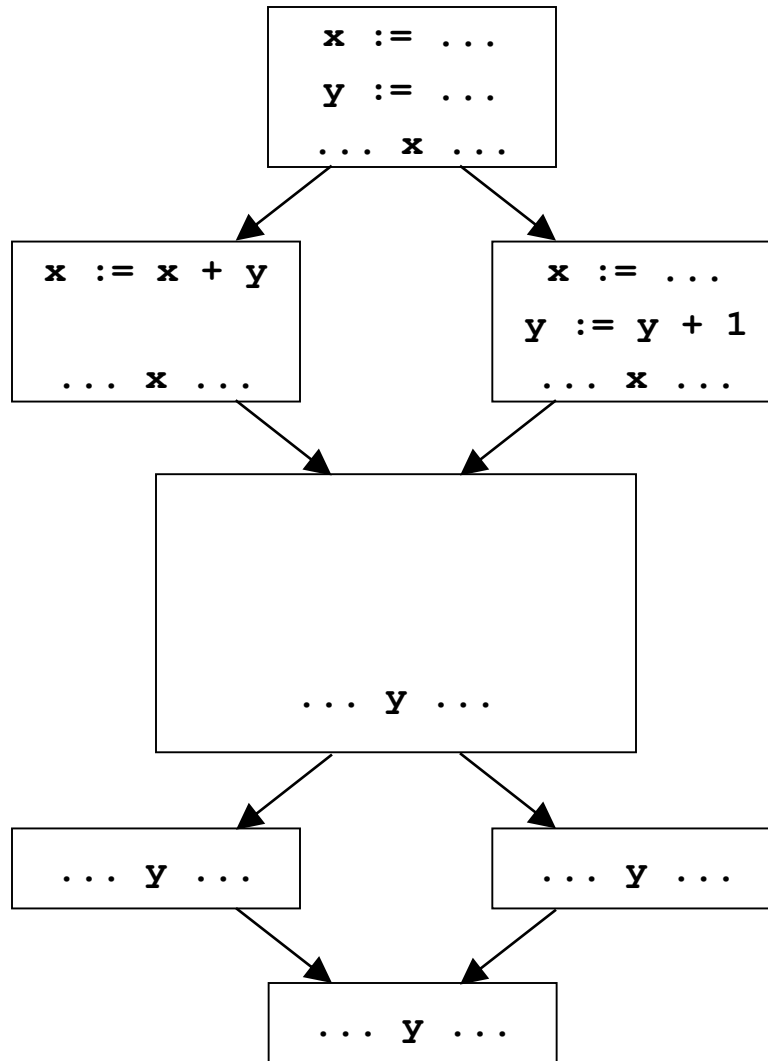 x := ...
y := ...
... x ...
x := x + y
... x ...
x := ...
y := y + 1
... x ...
... y ...
... y ...
... y ...
... y ...